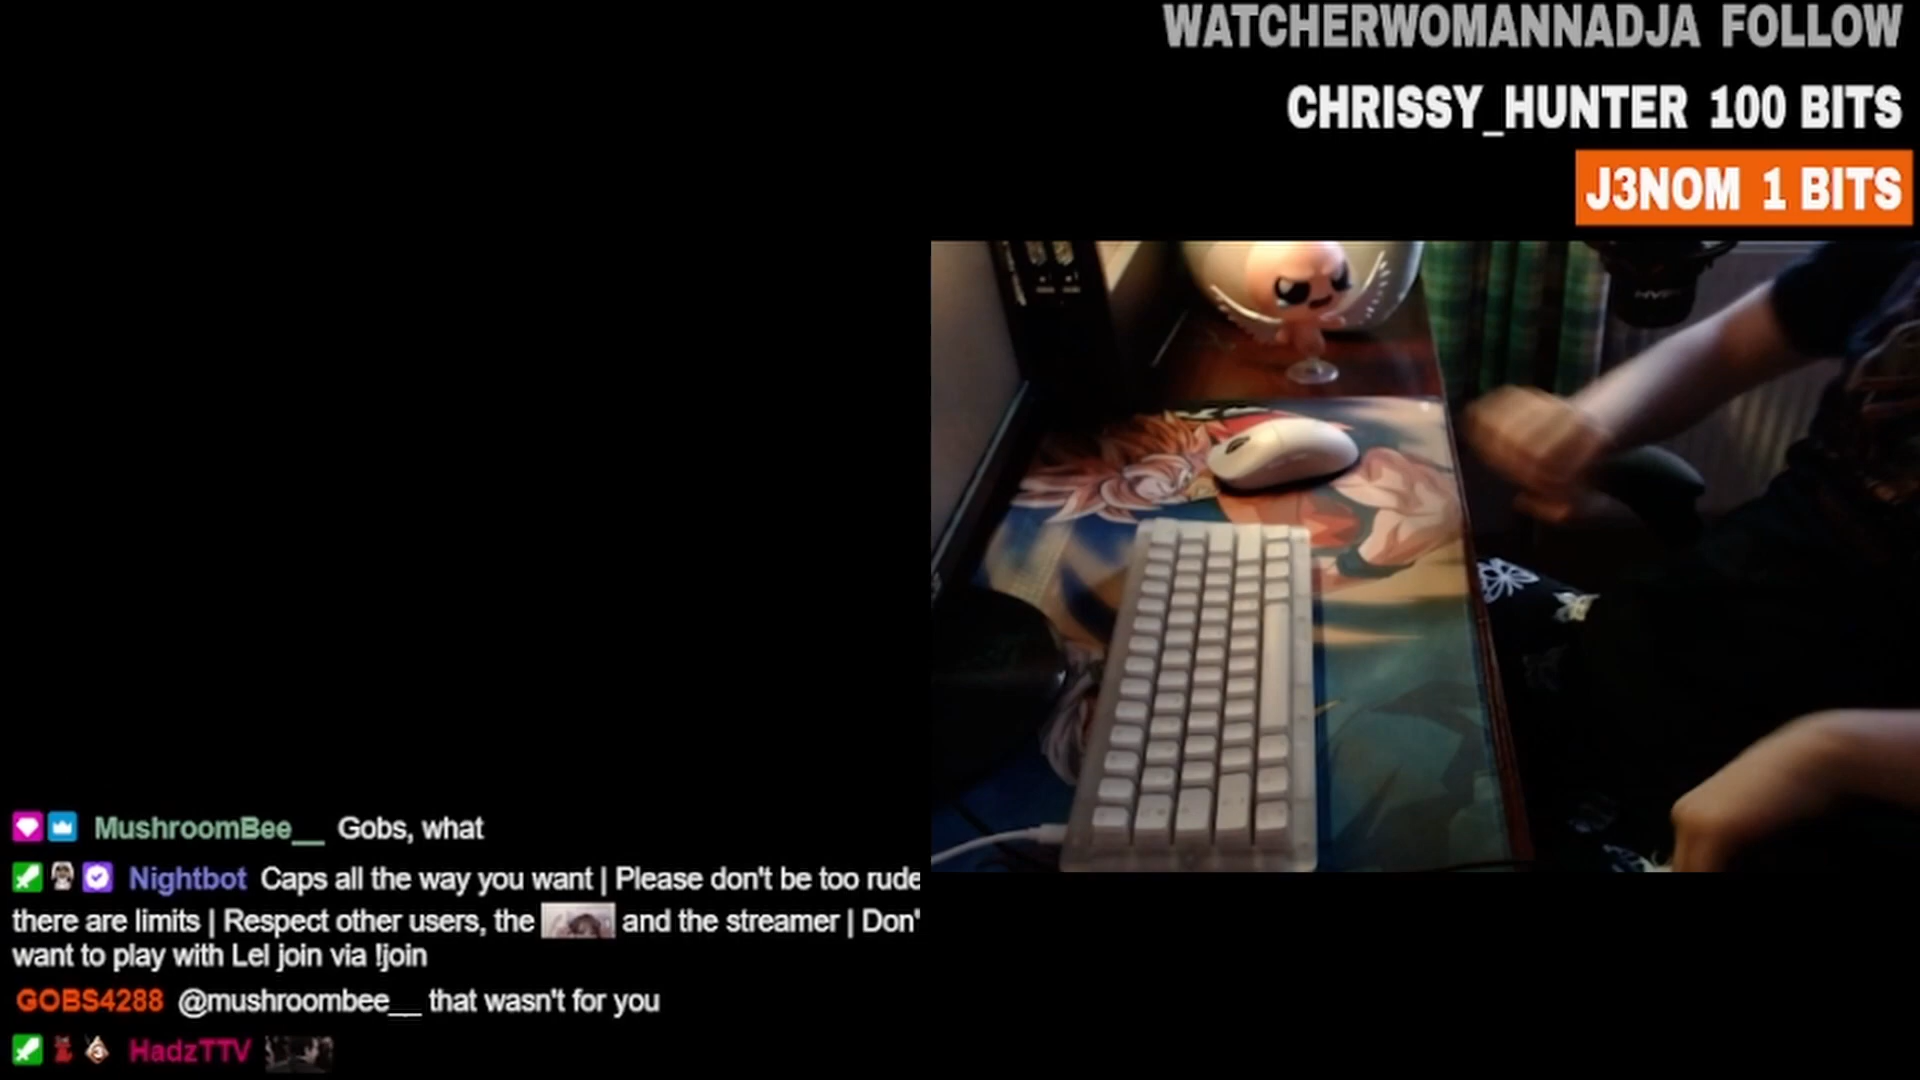 WATCHERWOMANNADJA FOLLOW
CHRISSY_HUNTER 100 BITS
J3NOM 1 BITS
MushroomBee__ Gobs, what
Nightbot Caps all the way you want | Please don't be too rude
there are limits | Respect other users, the and the streamer | Don'
want to play with Lel join via !join
GOBS4288 @mushroombee__ that wasn't for you
HadzTTV